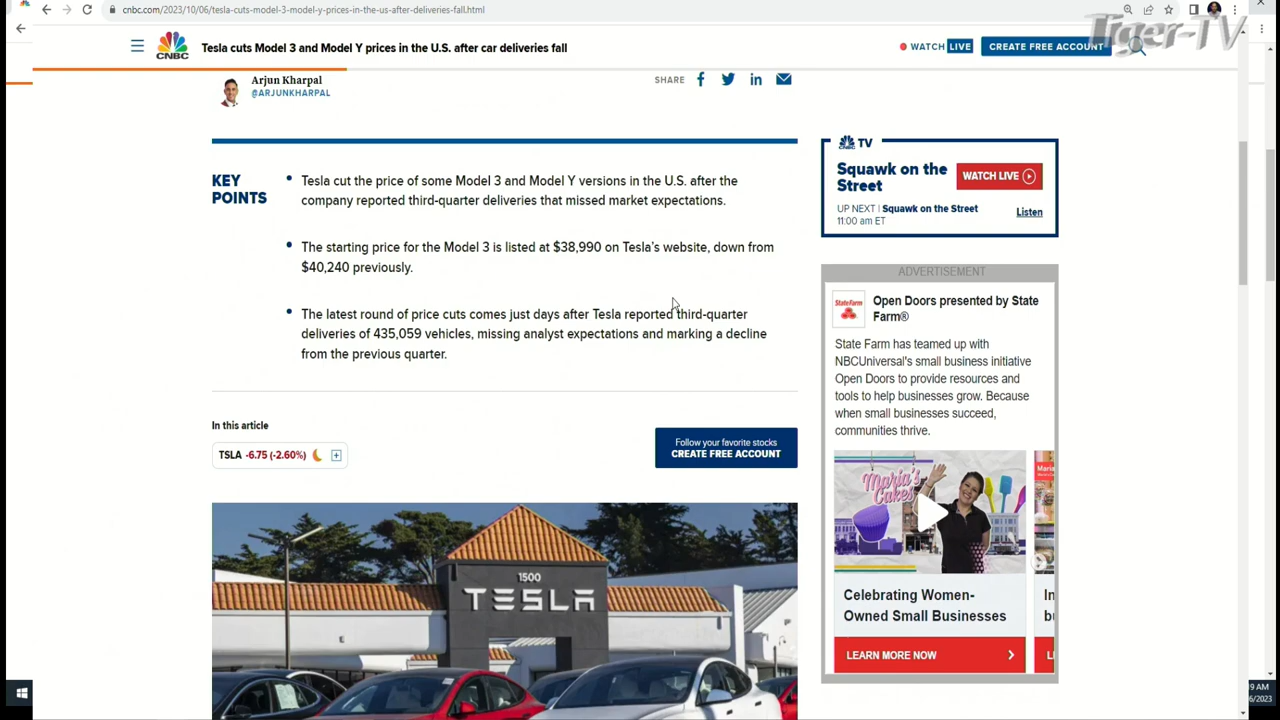 cnbc.com/2023/10/06/tesla-cuts-model-3-model-y-prices-in-the-us-after-deliveries-fall.html
Tiger-TV
CNBC
Tesla cuts Model 3 and Model Y prices in the U.S. after car deliveries fall
WATCH LIVE
CREATE FREE ACCOUNT
Arjun Kharpal
@ARJUNKHARPAL
SHARE
KEY
POINTS
Tesla cut the price of some Model 3 and Model Y versions in the U.S. after the
company reported third-quarter deliveries that missed market expectations.
The starting price for the Model 3 is listed at $38,990 on Tesla's website, down from
$40,240 previously.
The latest round of price cuts comes just days after Tesla reported third-quarter
deliveries of 435,059 vehicles, missing analyst expectations and marking a decline
from the previous quarter.
In this article
TSLA -6.75 (-2.60%)
Follow your favorite stocks
CREATE FREE ACCOUNT
1500
TESLA
CNBC TV
Squawk on the
Street
WATCH LIVE
UP NEXT | Squawk on the Street
11:00 am ET
Listen
ADVERTISEMENT
StateFarm
Open Doors presented by State
Farm®
State Farm has teamed up with
NBCUniversal's small business initiative
Open Doors to provide resources and
tools to help businesses grow. Because
when small businesses succeed,
communities thrive.
Maria's
Cakes
Maria
Celebrating Women-
Owned Small Businesses
In
bu
LEARN MORE NOW
L
9 AM
6/2023